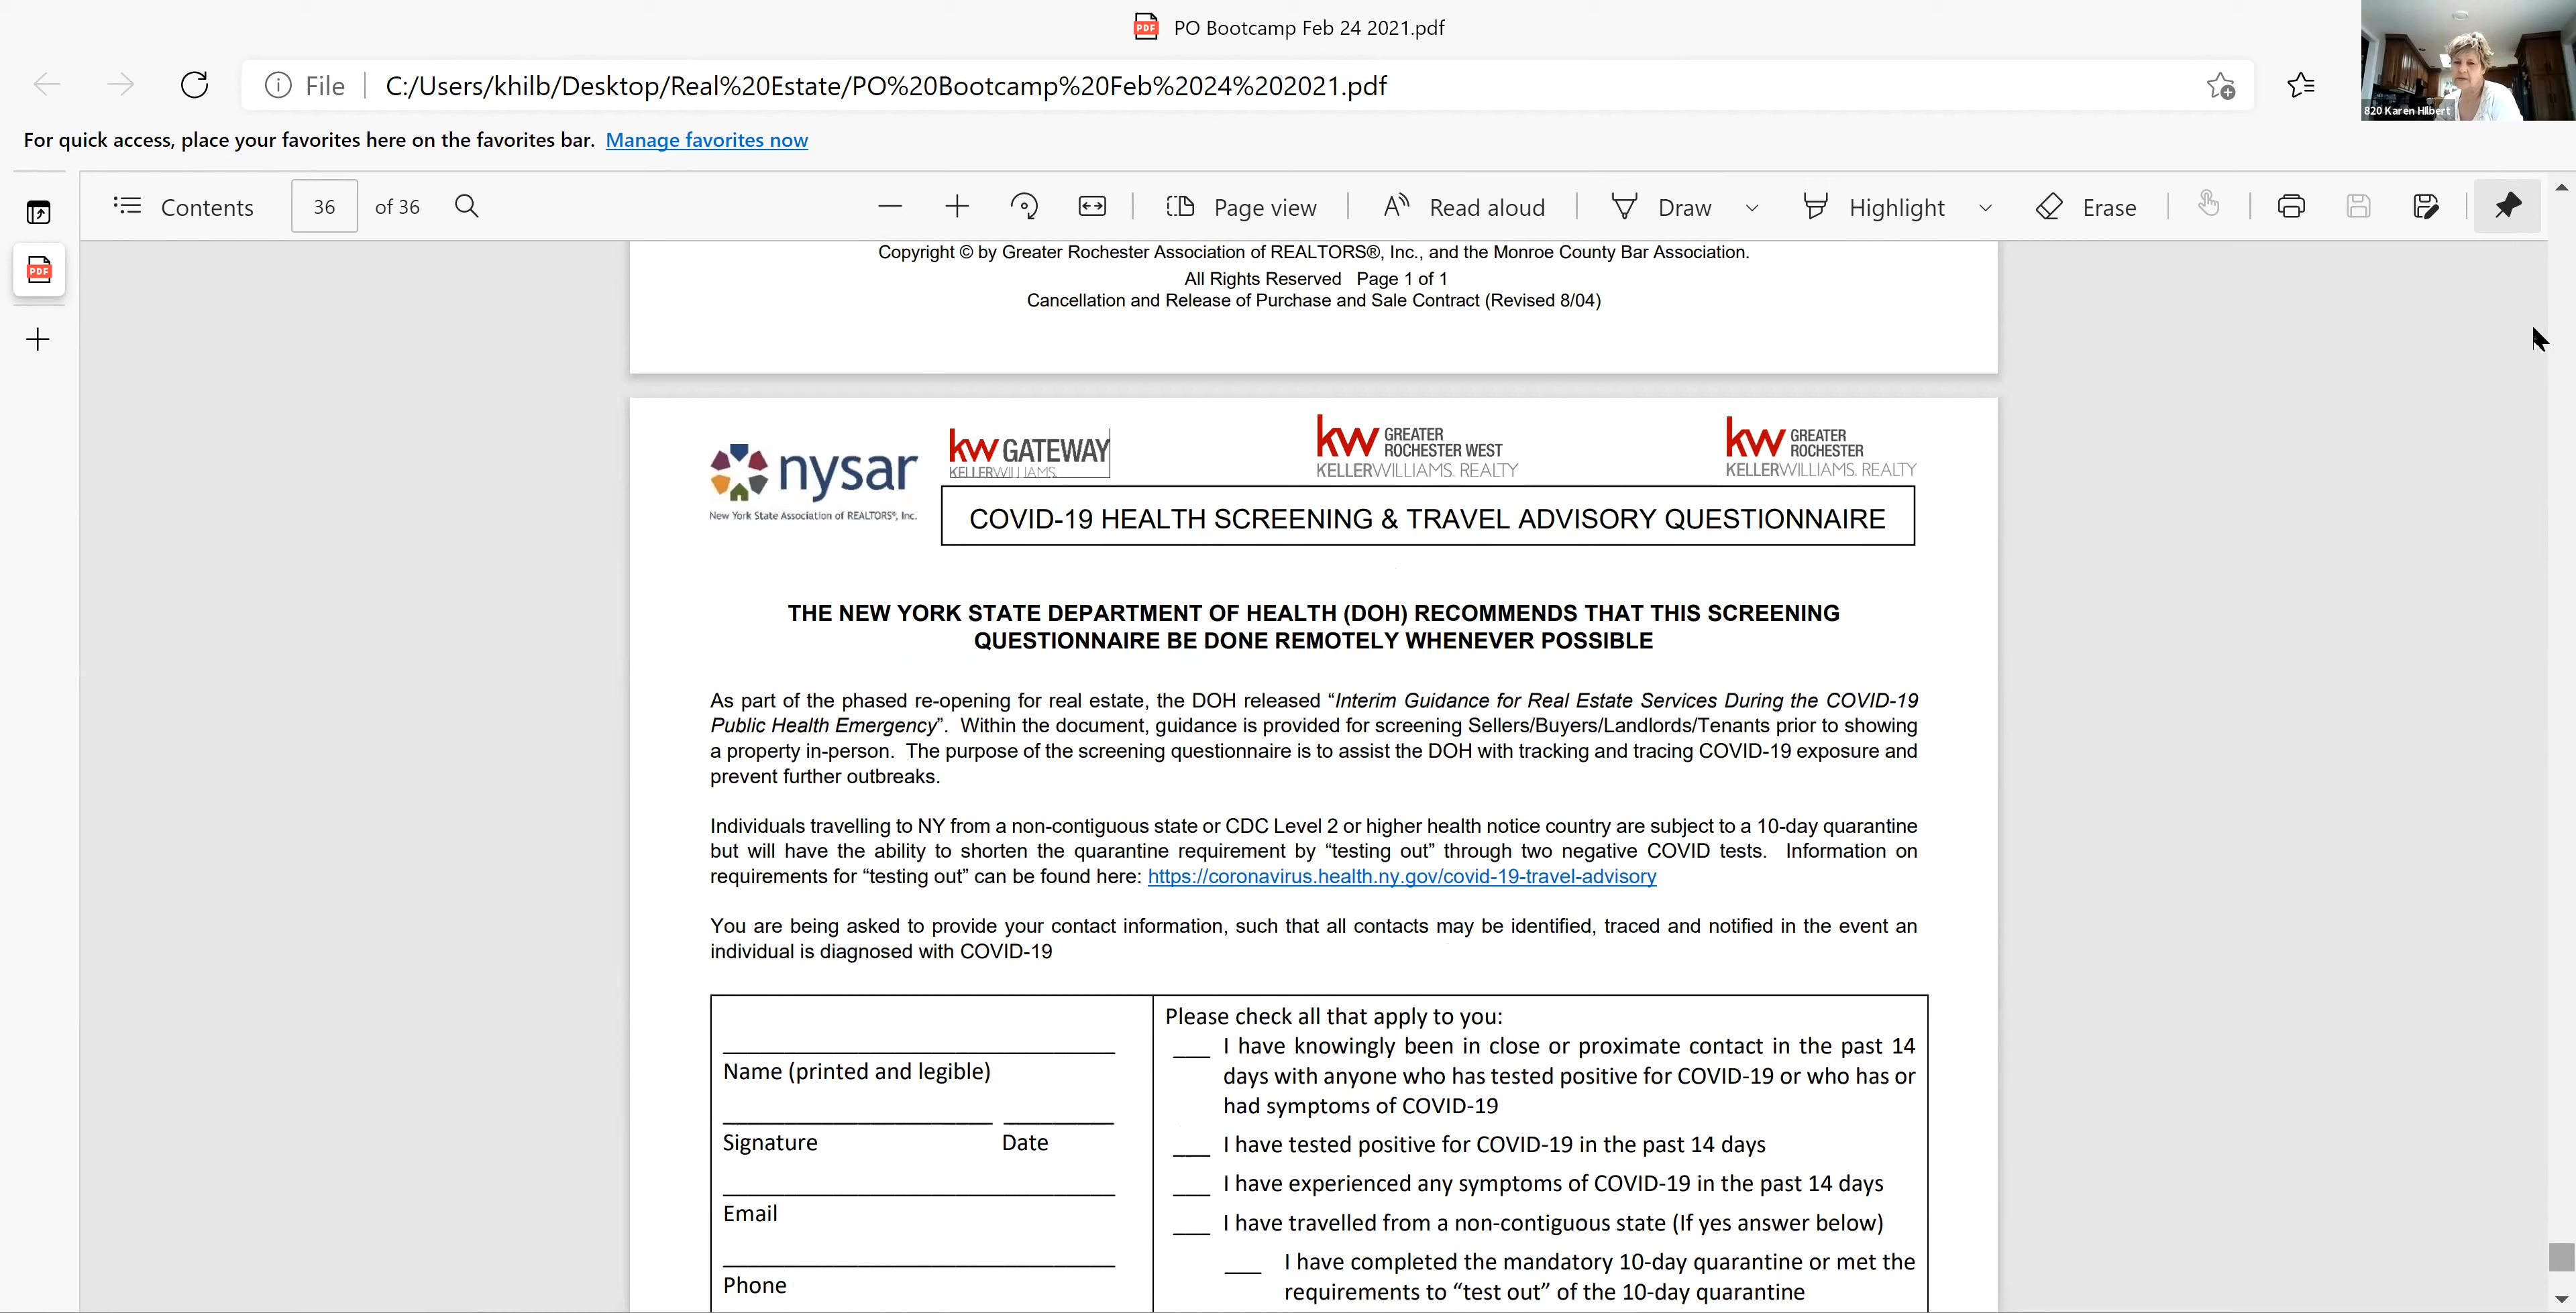 PDF PO Bootcamp Feb 24 2021.pdf
File C:/Users/khilb/Desktop/Real%20Estate/PO%20Bootcamp%20Feb%2024%202021.pdf
820 Karen Hilbert
For quick access, place your favorites here on the favorites bar. Manage favorites now
Contents 36 of 36 Page view Read aloud Draw Highlight Erase
PDF
Copyright © by Greater Rochester Association of REALTORS®, Inc., and the Monroe County Bar Association.
All Rights Reserved Page 1 of 1
Cancellation and Release of Purchase and Sale Contract (Revised 8/04)
nysar
New York State Association of REALTORS®, Inc.
kw GATEWAY
KELLERWILLIAMS.
kw GREATER
ROCHESTER WEST
KELLERWILLIAMS. REALTY
kw GREATER
ROCHESTER
KELLERWILLIAMS. REALTY
COVID-19 HEALTH SCREENING & TRAVEL ADVISORY QUESTIONNAIRE
THE NEW YORK STATE DEPARTMENT OF HEALTH (DOH) RECOMMENDS THAT THIS SCREENING
QUESTIONNAIRE BE DONE REMOTELY WHENEVER POSSIBLE
As part of the phased re-opening for real estate, the DOH released “Interim Guidance for Real Estate Services During the COVID-19
Public Health Emergency”. Within the document, guidance is provided for screening Sellers/Buyers/Landlords/Tenants prior to showing
a property in-person. The purpose of the screening questionnaire is to assist the DOH with tracking and tracing COVID-19 exposure and
prevent further outbreaks.
Individuals travelling to NY from a non-contiguous state or CDC Level 2 or higher health notice country are subject to a 10-day quarantine
but will have the ability to shorten the quarantine requirement by “testing out” through two negative COVID tests. Information on
requirements for “testing out” can be found here: https://coronavirus.health.ny.gov/covid-19-travel-advisory
You are being asked to provide your contact information, such that all contacts may be identified, traced and notified in the event an
individual is diagnosed with COVID-19
Name (printed and legible)
Signature Date
Email
Phone
Please check all that apply to you:
___ I have knowingly been in close or proximate contact in the past 14
days with anyone who has tested positive for COVID-19 or who has or
had symptoms of COVID-19
___ I have tested positive for COVID-19 in the past 14 days
___ I have experienced any symptoms of COVID-19 in the past 14 days
___ I have travelled from a non-contiguous state (If yes answer below)
___ I have completed the mandatory 10-day quarantine or met the
requirements to “test out” of the 10-day quarantine